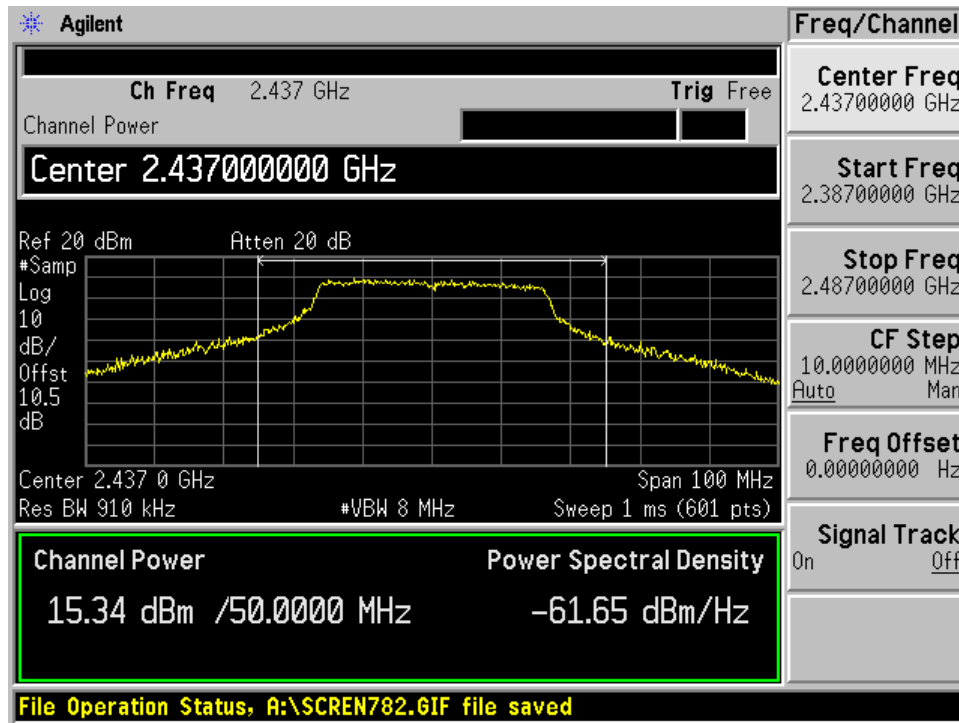 Agilent
Freq/Channel
Ch Freq 2.437 GHz
Trig Free
Channel Power
Center 2.437000000 GHz
Ref 20 dBm
Atten 20 dB
#Samp
Log
10
dB/
Offst
10.5
dB
Center 2.437 0 GHz
Span 100 MHz
Res BW 910 kHz
#VBW 8 MHz
Sweep 1 ms (601 pts)
Channel Power
Power Spectral Density
15.34 dBm /50.0000 MHz
-61.65 dBm/Hz
File Operation Status, A:\SCREN782.GIF file saved
Center Freq
2.43700000 GHz
Start Freq
2.38700000 GHz
Stop Freq
2.48700000 GHz
CF Step
10.0000000 MHz
Auto Man
Freq Offset
0.00000000 Hz
Signal Track
On Off